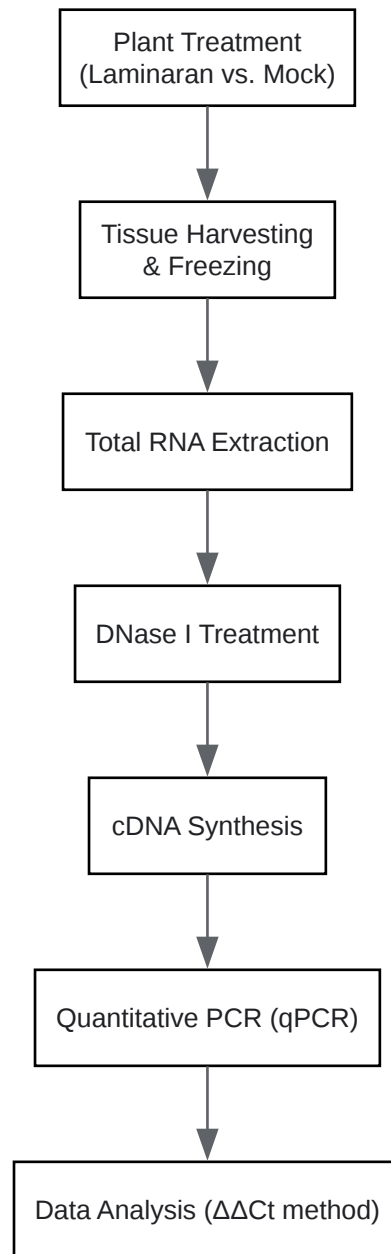 Plant Treatment
(Laminaran vs. Mock)
Tissue Harvesting
& Freezing
Total RNA Extraction
DNase I Treatment
cDNA Synthesis
Quantitative PCR (qPCR)
Data Analysis (ΔΔCt method)